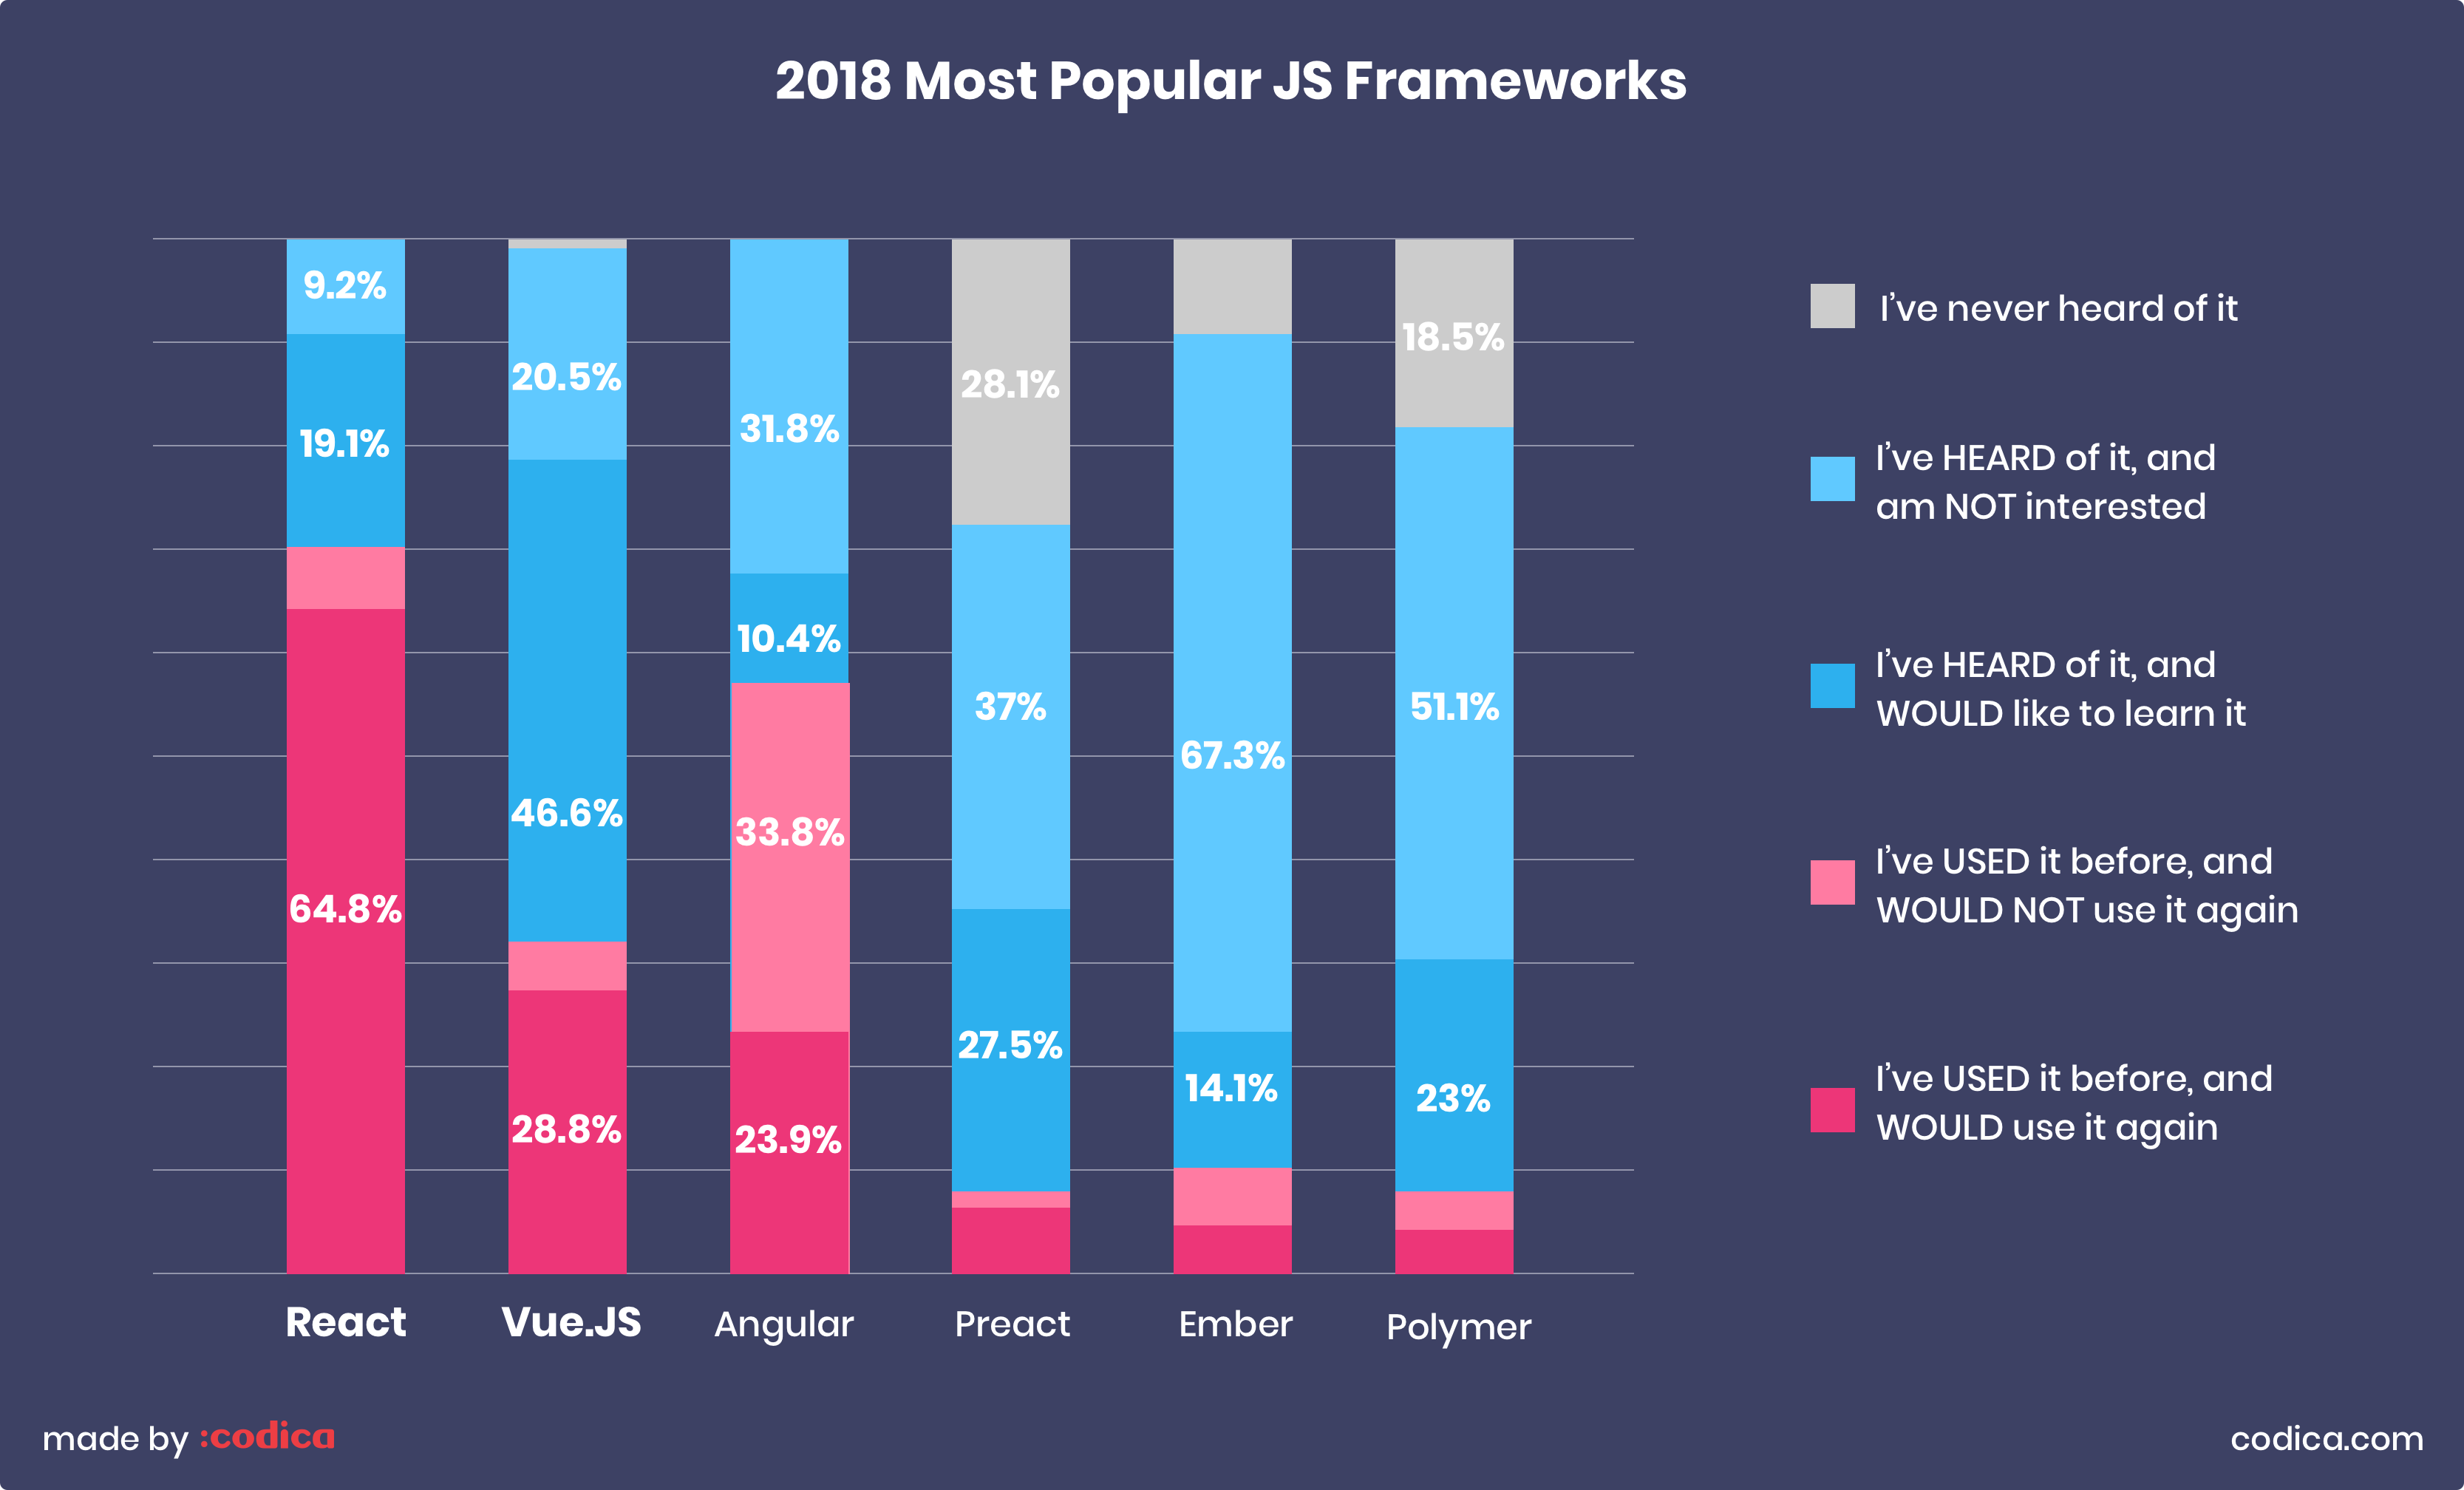 2018 Most Popular JS Frameworks
9.2%
19.1%
64.8%
20.5%
46.6%
28.8%
31.8%
10.4%
33.8%
23.9%
28.1%
37%
27.5%
67.3%
14.1%
18.5%
51.1%
23%
React
Vue.JS
Angular
Preact
Ember
Polymer
I’ve never heard of it
I’ve HEARD of it, and
am NOT interested
I’ve HEARD of it, and
WOULD like to learn it
I’ve USED it before, and
WOULD NOT use it again
I’ve USED it before, and
WOULD use it again
made by :codica
codica.com